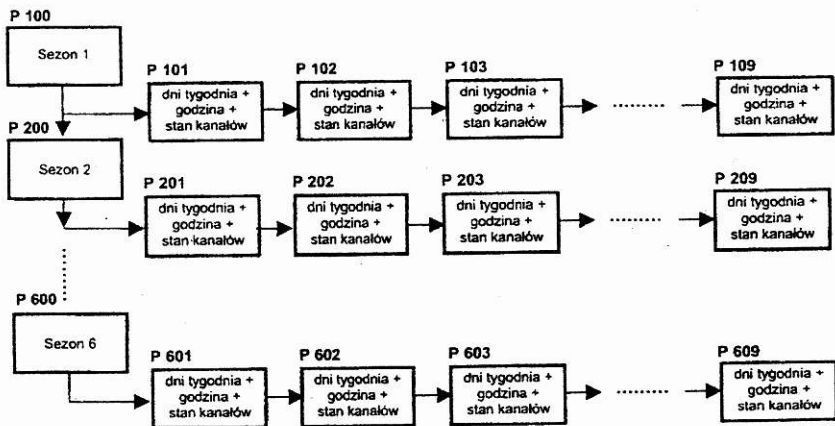 P 100
Sezon 1
P 101
P 102
P 103
P 109
dni tygodnia +
godzina +
stan kanałów
dni tygodnia +
godzina +
stan kanałów
dni tygodnia +
godzina +
stan kanałów
dni tygodnia +
godzina +
stan kanałów
P 200
Sezon 2
P 201
P 202
P 203
P 209
dni tygodnia +
godzina +
stan kanałów
dni tygodnia +
godzina +
stan kanałów
dni tygodnia +
godzina +
stan kanałów
dni tygodnia +
godzina +
stan kanałów
P 600
Sezon 6
P 601
P 602
P 603
P 609
dni tygodnia +
godzina +
stan kanałów
dni tygodnia +
godzina +
stan kanałów
dni tygodnia +
godzina +
stan kanałów
dni tygodnia +
godzina +
stan kanałów